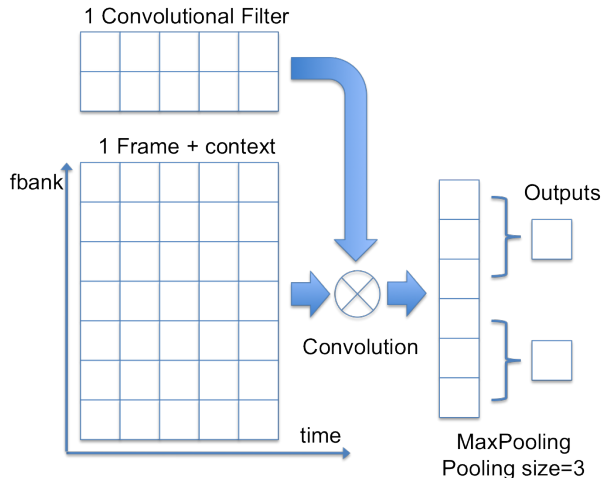 1 Convolutional Filter
1 Frame + context
fbank
Outputs
Convolution
time
MaxPooling
Pooling size=3